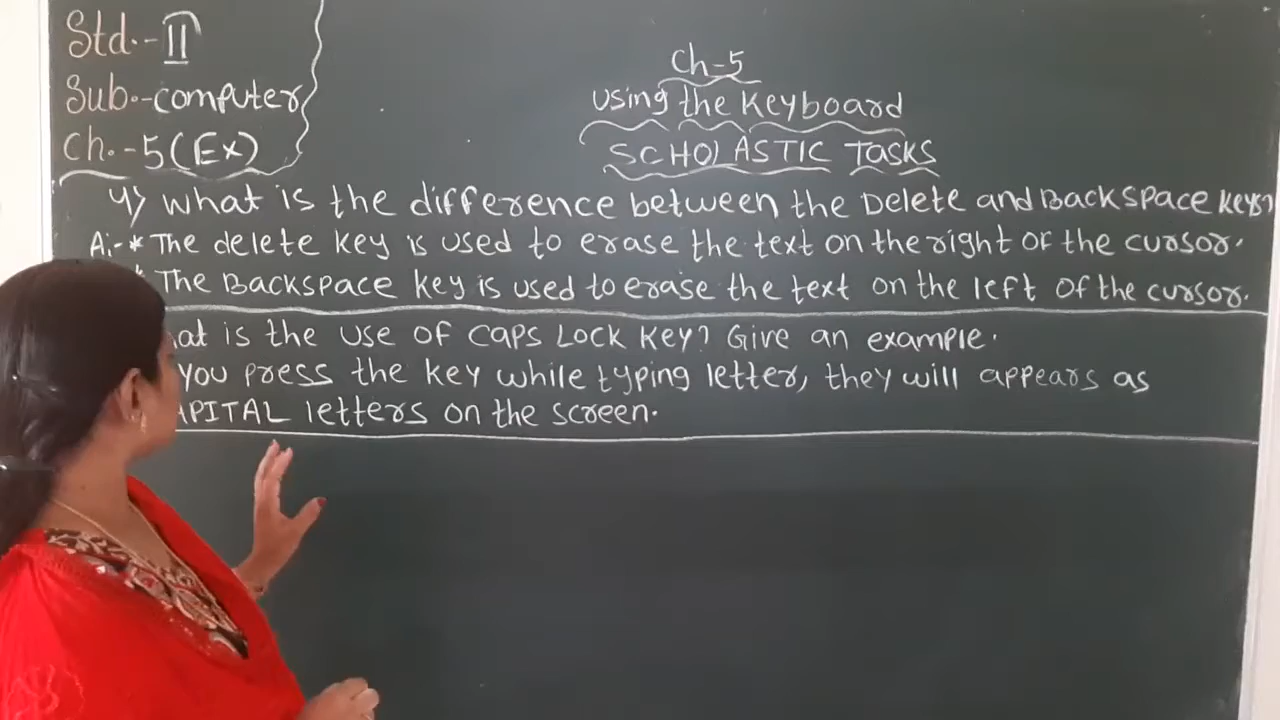 Std.-II
Sub.-computer
Ch.-5(Ex)
Ch-5
Using the Keyboard
SCHOLASTIC TASKS
4) What is the difference between the Delete and Backspace keys?
A:-* The delete key is used to erase the text on the right of the cursor.
* The Backspace key is used to erase the text on the left of the cursor.
is the use of Caps Lock key? Give an example.
you press the key while typing letter, they will appears as
letters on the screen.